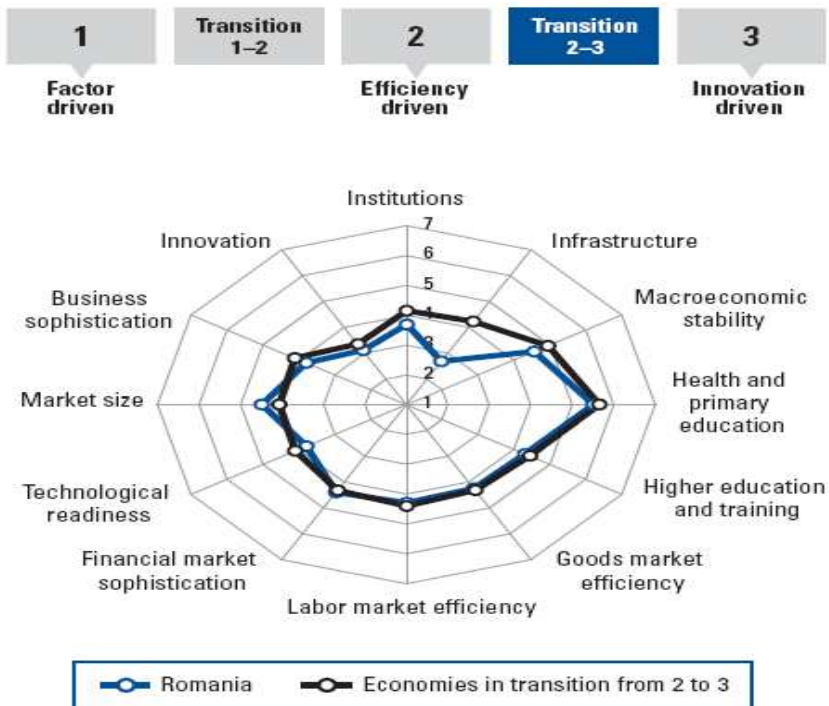 1
Transition
1–2
2
Transition
2–3
3
Factor
driven
Efficiency
driven
Innovation
driven
Institutions
Infrastructure
Macroeconomic
stability
Health and
primary
education
Higher education
and training
Goods market
efficiency
Labor market efficiency
Financial market
sophistication
Technological
readiness
Market size
Business
sophistication
Innovation
7
6
5
4
3
2
1
Romania
Economies in transition from 2 to 3